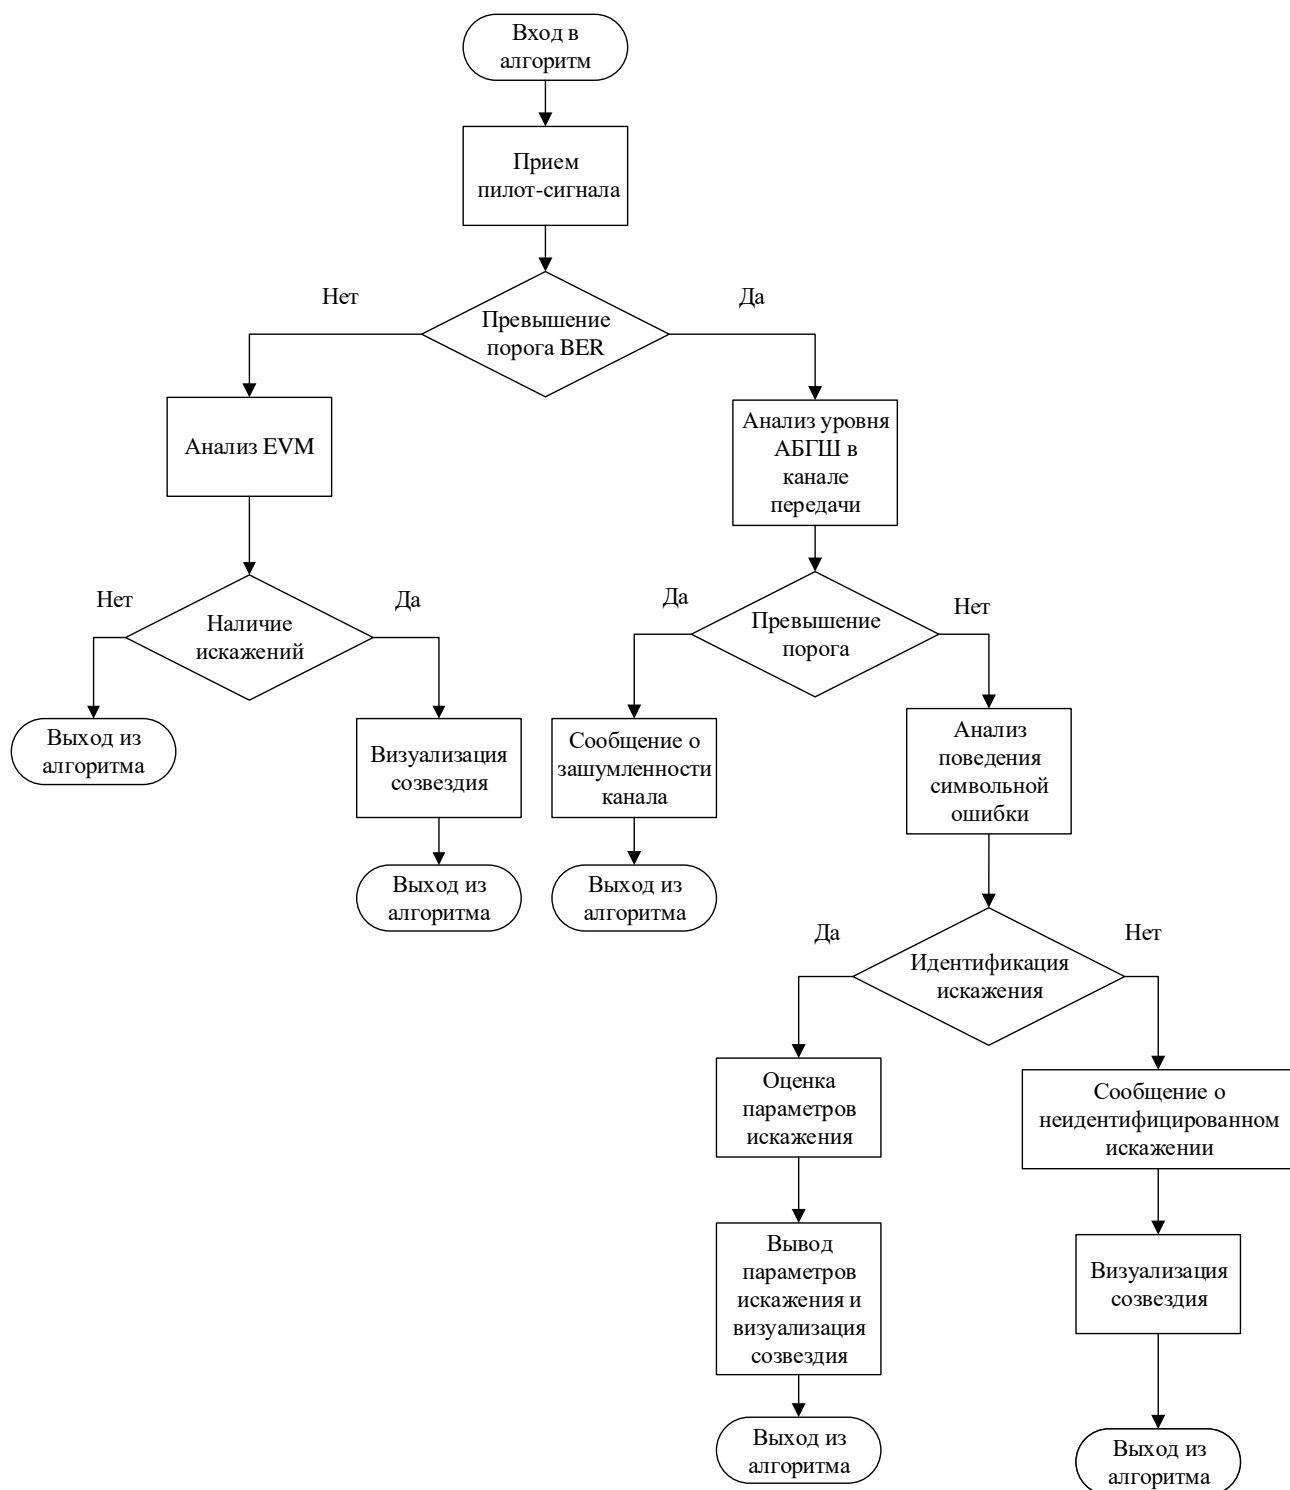 Вход в
алгоритм
Прием
пилот-сигнала
Нет
Да
Превышение
порога BER
Анализ EVM
Анализ уровня
АБГШ в
канале
передачи
Нет
Да
Наличие
искажений
Да
Нет
Превышение
порога
Выход из
алгоритма
Визуализация
созвездия
Сообщение о
зашумленности
канала
Анализ
поведения
символьной
ошибки
Выход из
алгоритма
Выход из
алгоритма
Да
Нет
Идентификация
искажения
Оценка
параметров
искажения
Сообщение о
неидентифицированном
искажении
Вывод
параметров
искажения и
визуализация
созвездия
Визуализация
созвездия
Выход из
алгоритма
Выход из
алгоритма